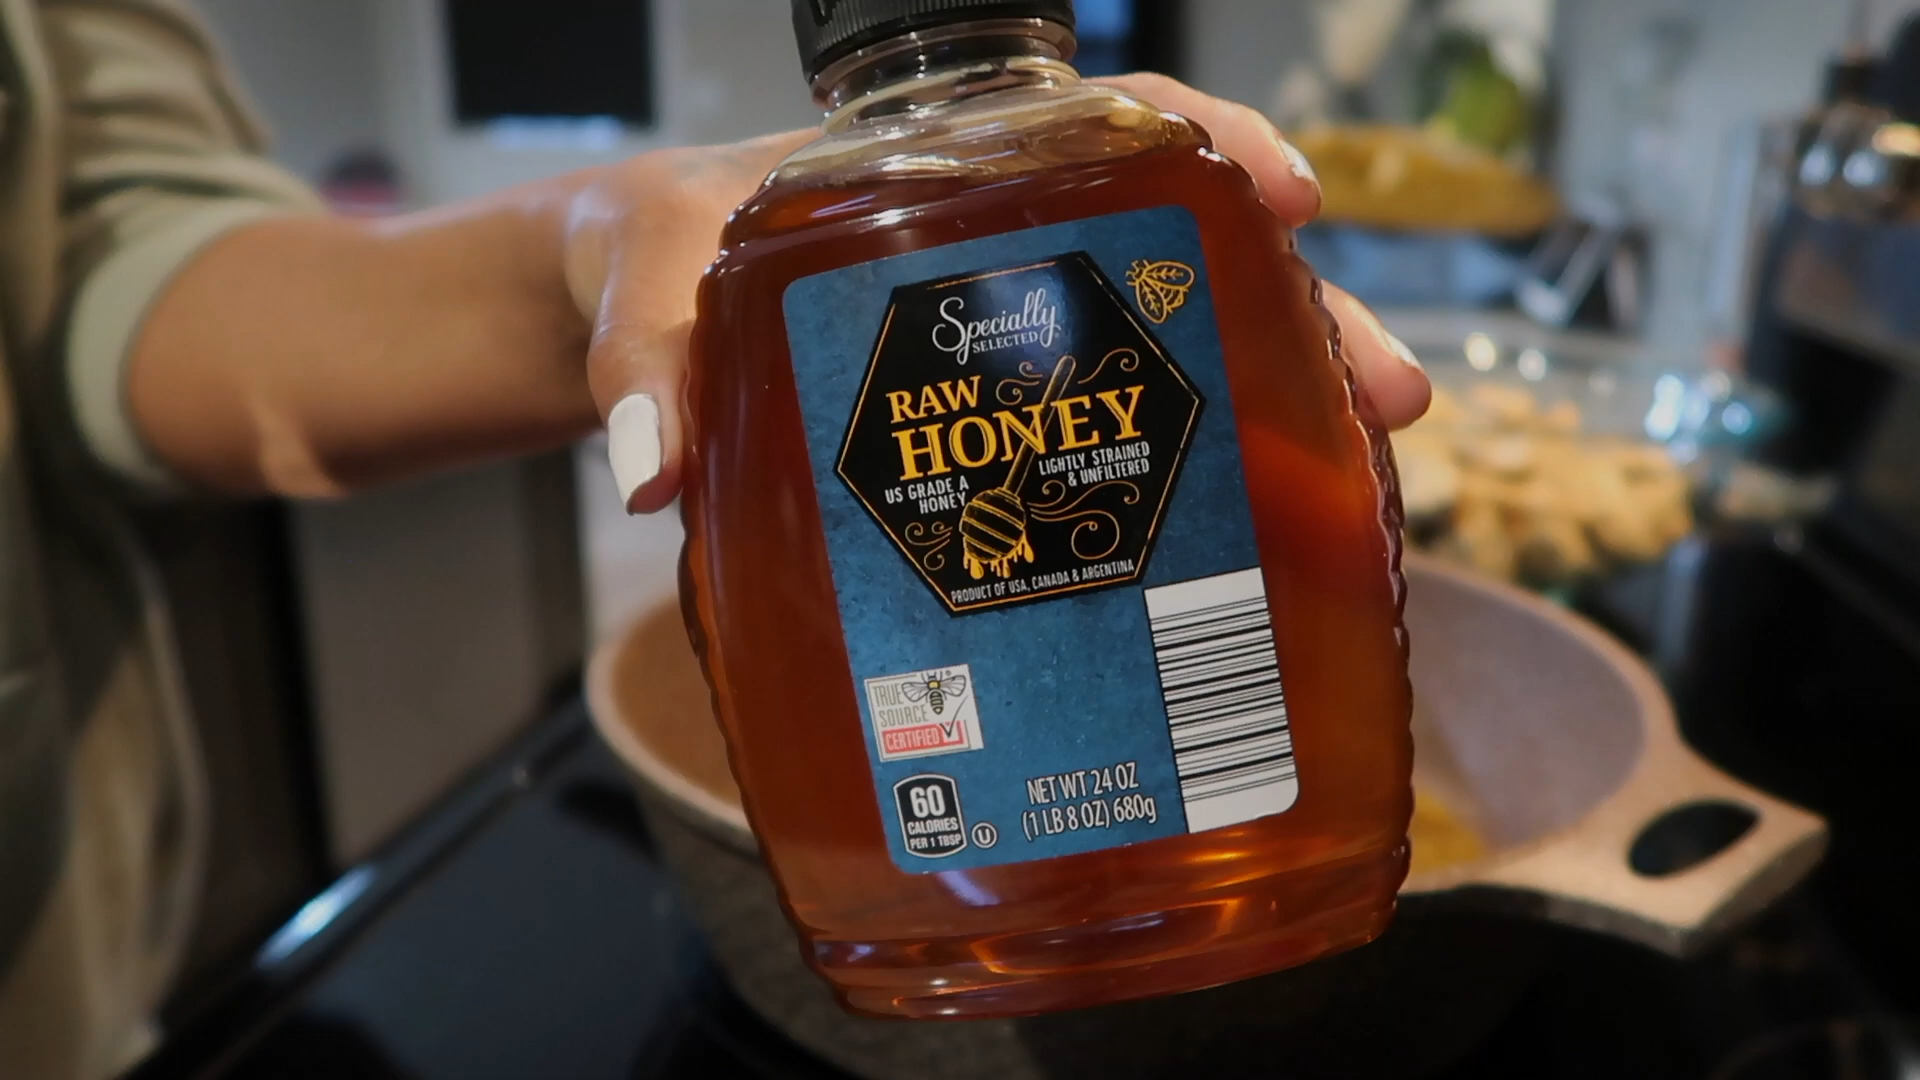 Specially
SELECTED
RAW
HONEY
US GRADE A
HONEY
LIGHTLY STRAINED
& UNFILTERED
PRODUCT OF USA, CANADA & ARGENTINA
TRUE
SOURCE
CERTIFIED
60
CALORIES
PER 1 TBSP
U
NET WT 24 OZ
(1 LB 8 OZ) 680g